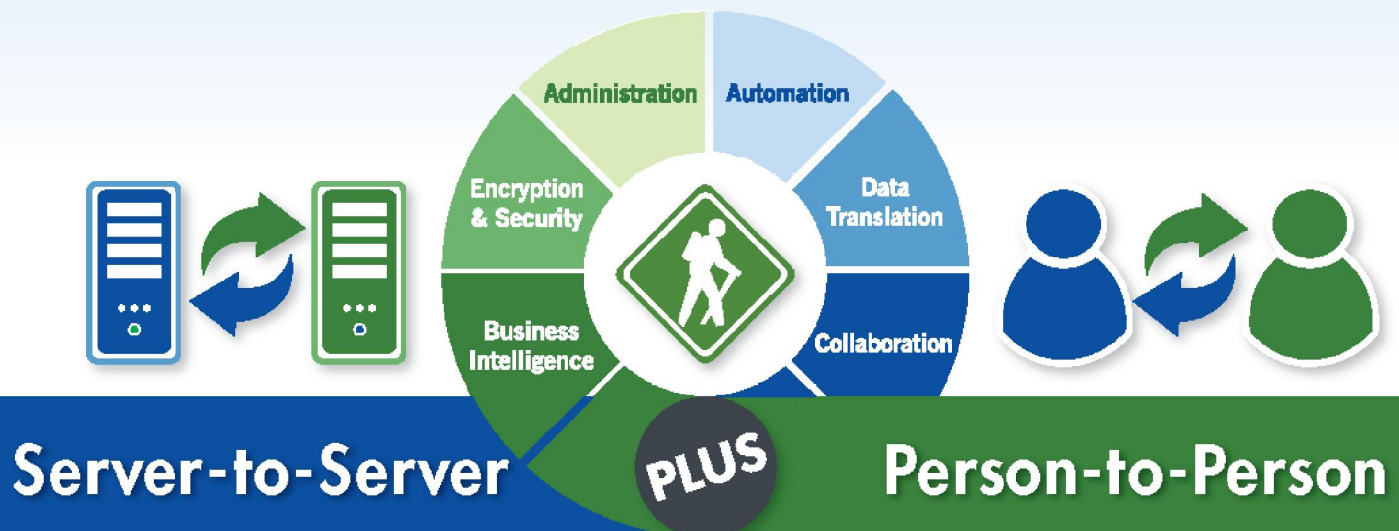 Administration
Automation
Encryption
& Security
Data
Translation
Business
Intelligence
Collaboration
Server-to-Server
PLUS
Person-to-Person